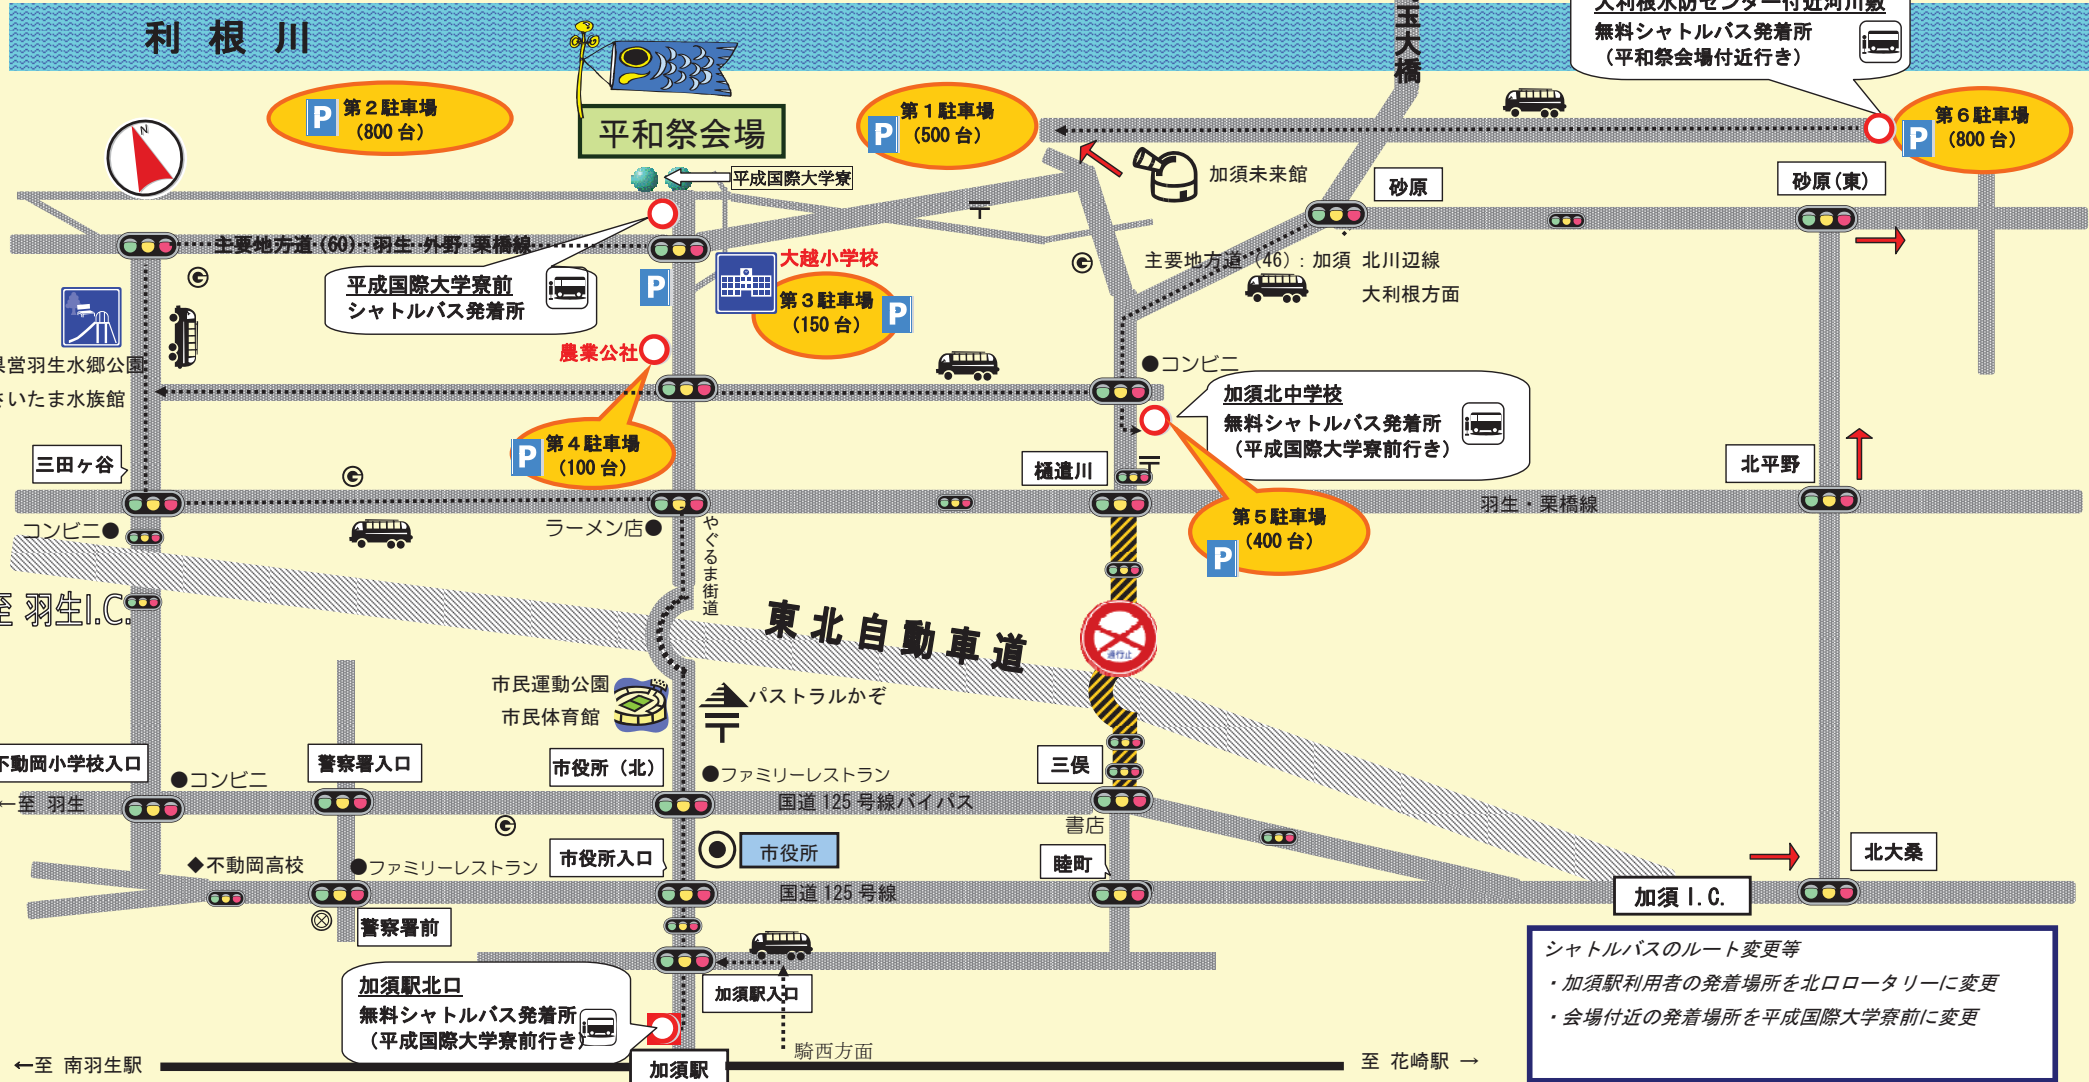 利根川
大利根水防センター付近河川敷
無料シャトルバス発着所
（平和祭会場付近行き）
玉大橋
P 第２駐車場
（800 台）
平和祭会場
P 第１駐車場
（500 台）
P 第６駐車場
（800 台）
N
平成国際大学寮
加須未来館
砂原
砂原（東）
主要地方道（60）：羽生 外野 栗橋線
大越小学校
主要地方道（46）：加須 北川辺線
大利根方面
平成国際大学寮前
シャトルバス発着所
P
第３駐車場 P
（150 台）
農業公社
県営羽生水郷公園
さいたま水族館
●コンビニ
加須北中学校
無料シャトルバス発着所
（平成国際大学寮前行き）
P 第４駐車場
（100 台）
三田ヶ谷
樋遣川
北平野
羽生・栗橋線
コンビニ●
ラーメン店●
やぐるま街道
第５駐車場
（400 台）
P
至 羽生I.C.
東北自動車道
通行止
市民運動公園
市民体育館
パストラルかぞ
不動岡小学校入口
●コンビニ
警察署入口
市役所（北）
●ファミリーレストラン
三俣
←至 羽生
国道 125 号線バイパス
書店
◆不動岡高校
●ファミリーレストラン
市役所入口
市役所
睦町
北大桑
国道 125 号線
加須 I.C.
警察署前
加須駅北口
無料シャトルバス発着所
（平成国際大学寮前行き）
加須駅入口
騎西方面
シャトルバスのルート変更等
・加須駅利用者の発着場所を北口ロータリーに変更
・会場付近の発着場所を平成国際大学寮前に変更
←至 南羽生駅
加須駅
至 花崎駅 →